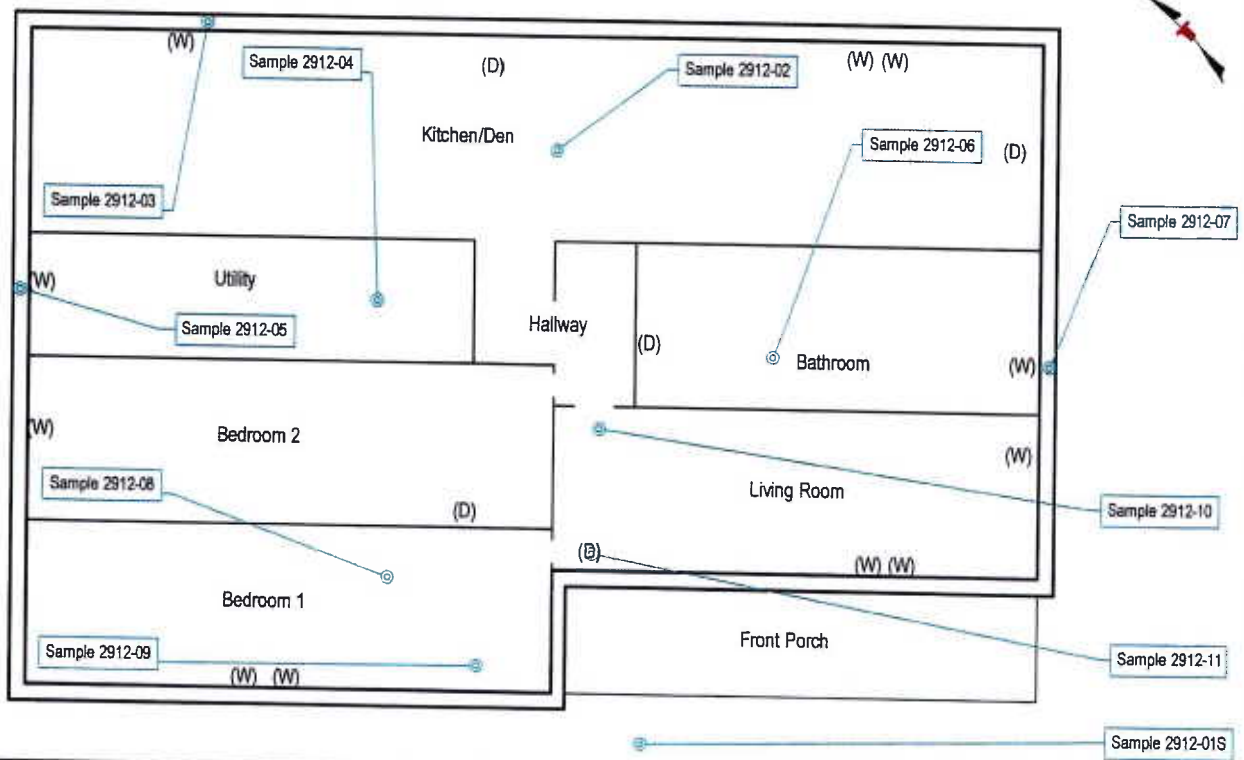 (W)
Sample 2912-04
(D)
Sample 2912-02
(W) (W)
Kitchen/Den
Sample 2912-06
(D)
Sample 2912-03
Sample 2912-07
(W)
Utility
Sample 2912-05
Hallway
(D)
Bathroom
(W)
(W)
Bedroom 2
(W)
Sample 2912-08
Living Room
(D)
Sample 2912-10
(D)
(W) (W)
Bedroom 1
Front Porch
Sample 2912-09
(W) (W)
Sample 2912-11
Sample 2912-01S